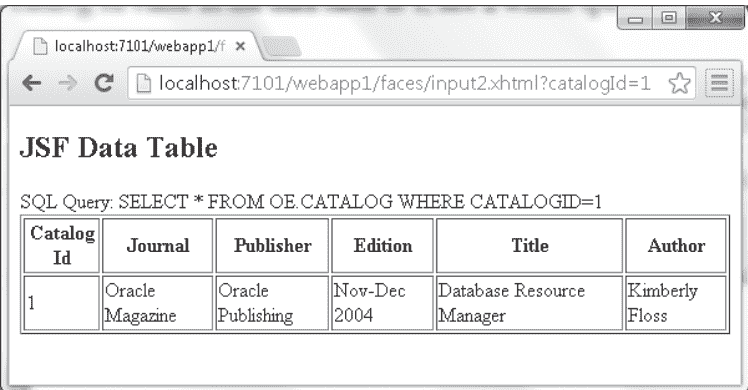 localhost:7101/webapp1/f
localhost:7101/webapp1/faces/input2.xhtml?catalogId=1
JSF Data Table
SQL Query: SELECT * FROM OE.CATALOG WHERE CATALOGID=1
Catalog Id Journal Publisher Edition Title Author
1 Oracle Magazine Oracle Publishing Nov-Dec 2004 Database Resource Manager Kimberly Floss